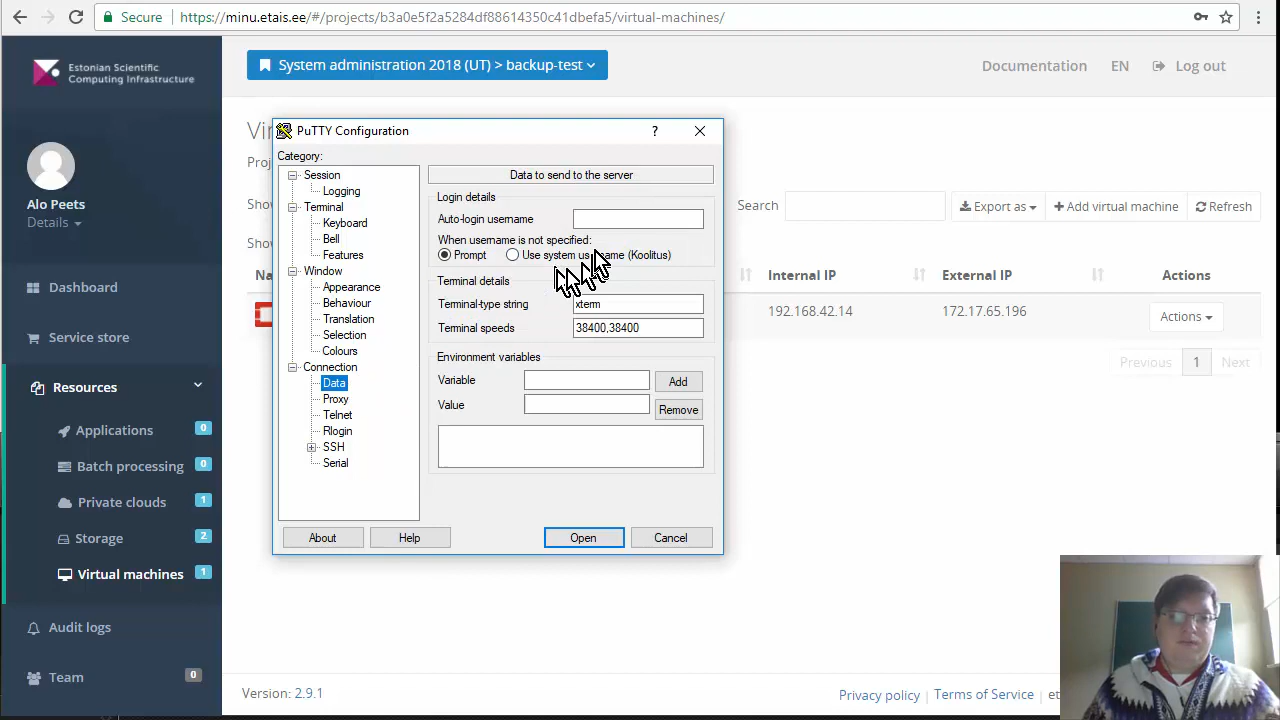 Secure
https://minu.etais.ee/#/projects/b3a0e5f2a5284df88614350c41dbefa5/virtual-machines/
Estonian Scientific
Computing Infrastructure
System administration 2018 (UT) > backup-test
Documentation
EN
Log out
Alo Peets
Details
Dashboard
Service store
Resources
Applications
0
Batch processing
0
Private clouds
1
Storage
2
Virtual machines
1
Audit logs
Team
0
PuTTY Configuration
?
Category:
Session
Logging
Terminal
Keyboard
Bell
Features
Window
Appearance
Behaviour
Translation
Selection
Colours
Connection
Data
Proxy
Telnet
Rlogin
SSH
Serial
Data to send to the server
Login details
Auto-login username
When username is not specified:
Prompt
Use system (Koolitus)
Terminal details
Terminal-type string
xterm
Terminal speeds
38400,38400
Environment variables
Variable
Add
Value
Remove
About
Help
Open
Cancel
Search
Export as
Add virtual machine
Refresh
Internal IP
External IP
Actions
192.168.42.14
172.17.65.196
Actions
Previous
1
Next
Version: 2.9.1
Privacy policy
Terms of Service